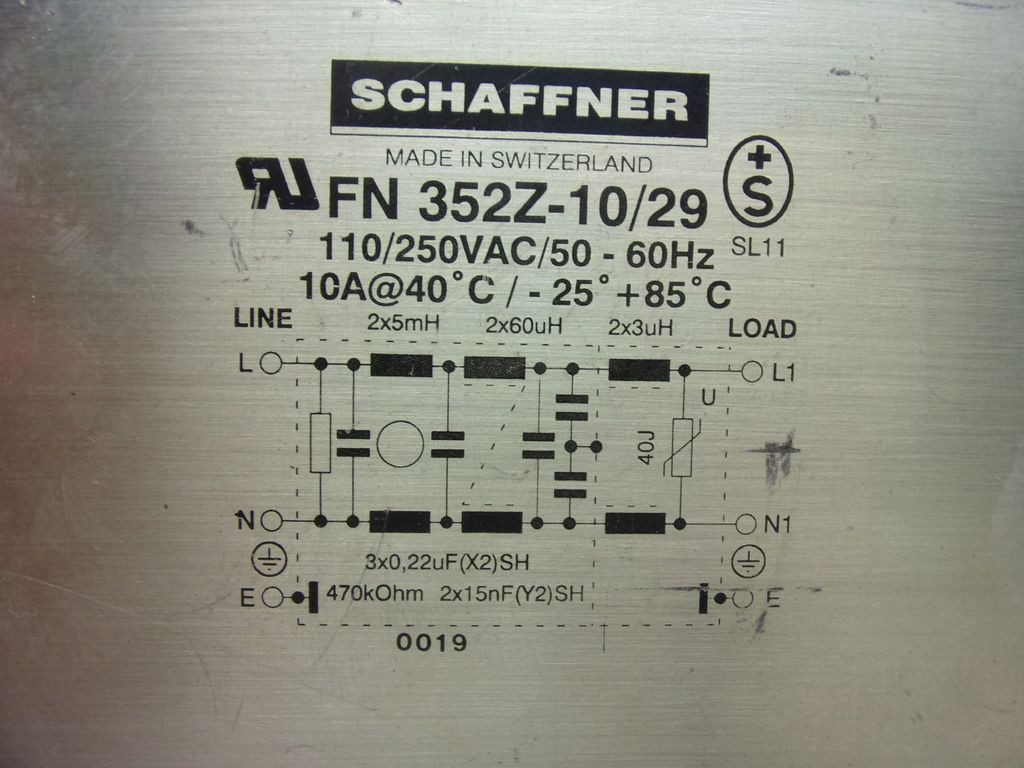 SCHAFFNER
MADE IN SWITZERLAND
RU FN 352Z-10/29 +S
110/250VAC/50 - 60Hz SL11
10A@40°C / - 25°+85°C
LINE 2x5mH 2x60uH 2x3uH LOAD
L L1
U
40J
N N1
3x0,22uF(X2)SH
E 470kOhm 2x15nF(Y2)SH E
0019